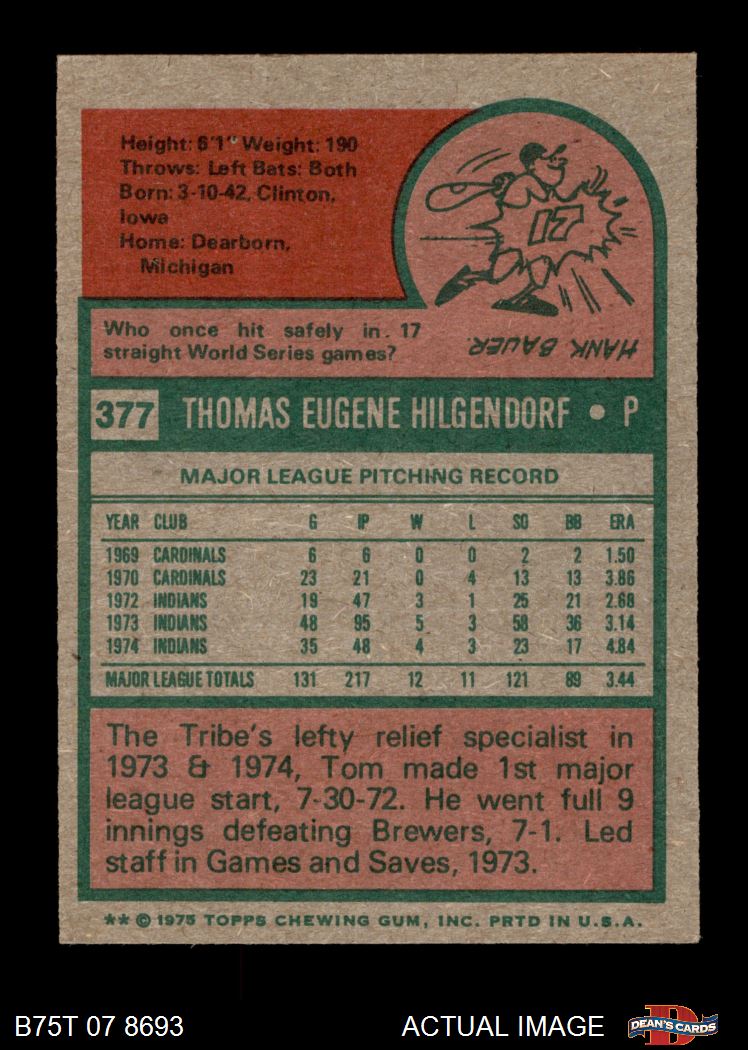 Height: 6'1" Weight: 190
Throws: Left Bats: Both
Born: 3-10-42, Clinton,
Iowa
Home: Dearborn,
Michigan
17
Who once hit safely in 17
straight World Series games?
HANK BAUER.
377 THOMAS EUGENE HILGENDORF • P
MAJOR LEAGUE PITCHING RECORD
YEAR CLUB G IP W L SO BB ERA
1969 CARDINALS 6 6 0 0 2 2 1.50
1970 CARDINALS 23 21 0 4 13 13 3.86
1972 INDIANS 19 47 3 1 25 21 2.68
1973 INDIANS 48 95 5 3 58 36 3.14
1974 INDIANS 35 48 4 3 23 17 4.84
MAJOR LEAGUE TOTALS 131 217 12 11 121 89 3.44
The Tribe's lefty relief specialist in
1973 & 1974, Tom made 1st major
league start, 7-30-72. He went full 9
innings defeating Brewers, 7-1. Led
staff in Games and Saves, 1973.
** © 1975 TOPPS CHEWING GUM, INC. PRTD IN U.S.A.
B75T 07 8693 ACTUAL IMAGE D DEAN'S CARDS